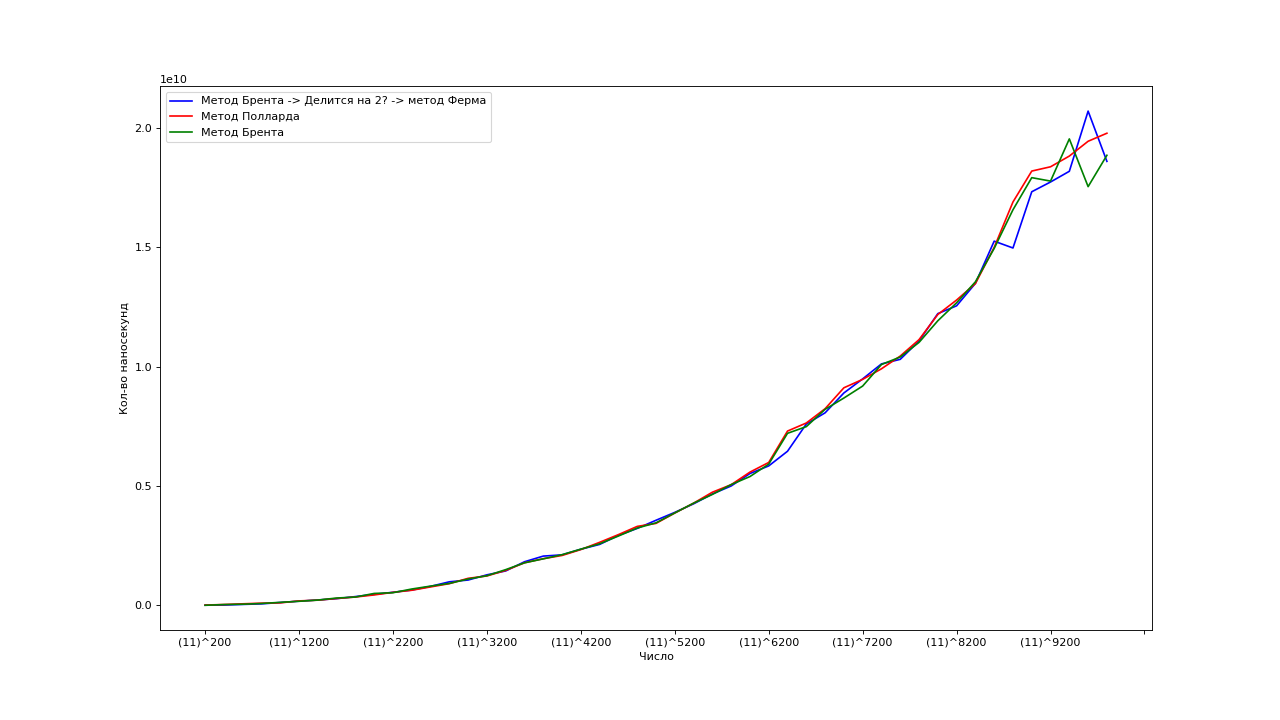 1e10
Метод Брента -> Делится на 2? -> метод Ферма
Метод Полларда
Метод Брента
2.0
1.5
1.0
0.5
0.0
Кол-во наносекунд
(11)^200 (11)^1200 (11)^2200 (11)^3200 (11)^4200 (11)^5200 (11)^6200 (11)^7200 (11)^8200 (11)^9200
Число